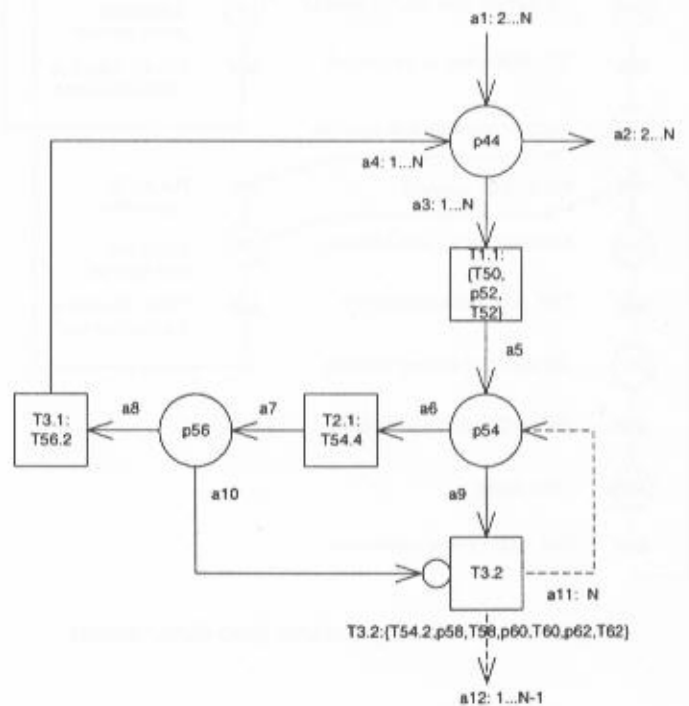 a1: 2...N
p44
a2: 2...N
a4: 1...N
a3: 1...N
T1.1:
{T50,
p52,
T52}
a5
T3.1:
T56.2
a8
p56
a7
T2.1:
T54.4
a6
p54
a10
a9
T3.2
a11: N
T3.2:{T54.2,p58,T58,p60,T60,p62,T62}
a12: 1...N-1